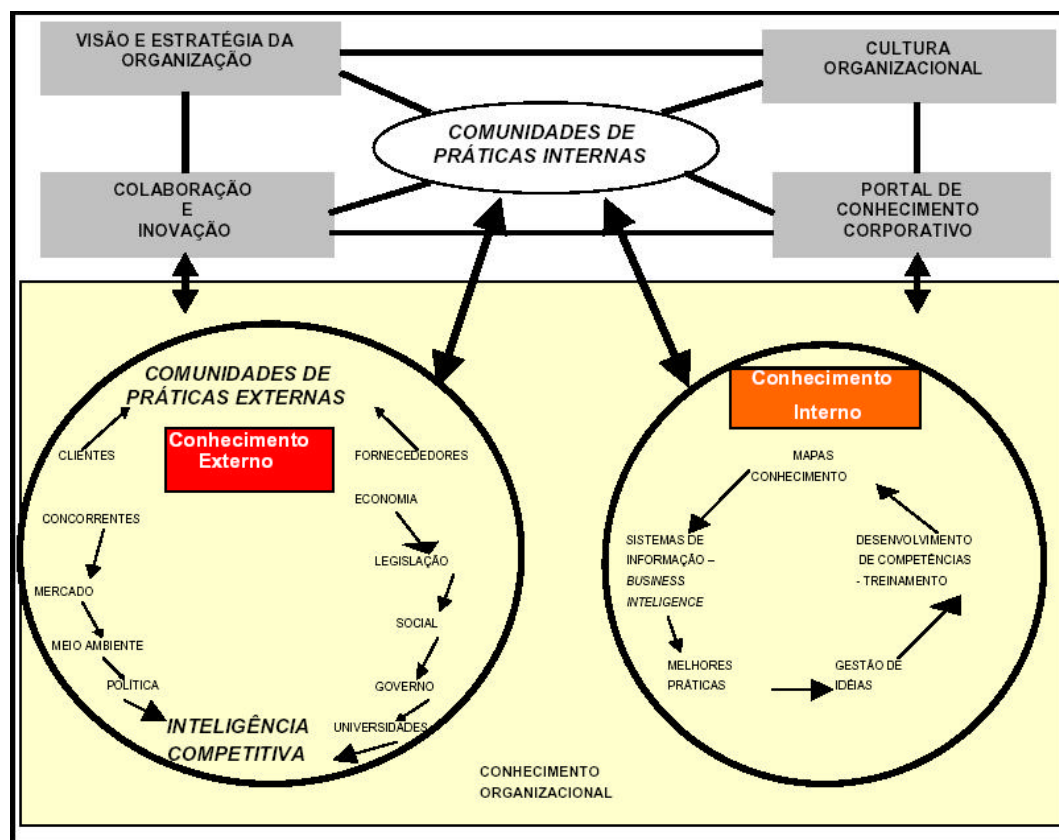 VISÃO E ESTRATÉGIA DA
ORGANIZAÇÃO
CULTURA
ORGANIZACIONAL
COMUNIDADES DE
PRÁTICAS INTERNAS
COLABORAÇÃO
E
INOVAÇÃO
PORTAL DE
CONHECIMENTO
CORPORATIVO
COMUNIDADES DE
PRÁTICAS EXTERNAS
Conhecimento
Externo
CLIENTES
FORNECEDEDORES
ECONOMIA
CONCORRENTES
LEGISLAÇÃO
MERCADO
SOCIAL
MEIO AMBIENTE
POLÍTICA
GOVERNO
UNIVERSIDADES
INTELIGÊNCIA
COMPETITIVA
Conhecimento
Interno
MAPAS
CONHECIMENTO
SISTEMAS DE
INFORMAÇÃO –
BUSINESS
INTELIGENCE
DESENVOLVIMENTO
DE COMPETÊNCIAS
- TREINAMENTO
MELHORES
PRÁTICAS
GESTÃO DE
IDÉIAS
CONHECIMENTO
ORGANIZACIONAL